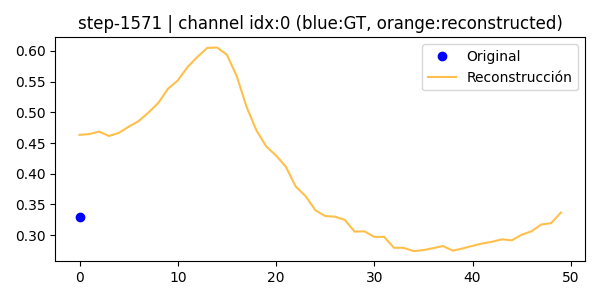 step-1571 | channel idx:0 (blue:GT, orange:reconstructed)
Original
Reconstrucción
0.60
0.55
0.50
0.45
0.40
0.35
0.30
0 10 20 30 40 50